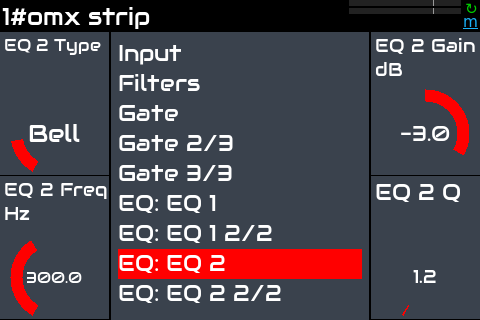 1#omx strip
↻
m
EQ 2 Type
Bell
EQ 2 Freq
Hz
300.0
Input
Filters
Gate
Gate 2/3
Gate 3/3
EQ: EQ 1
EQ: EQ 1 2/2
EQ: EQ 2
EQ: EQ 2 2/2
EQ 2 Gain
dB
-3.0
EQ 2 Q
1.2